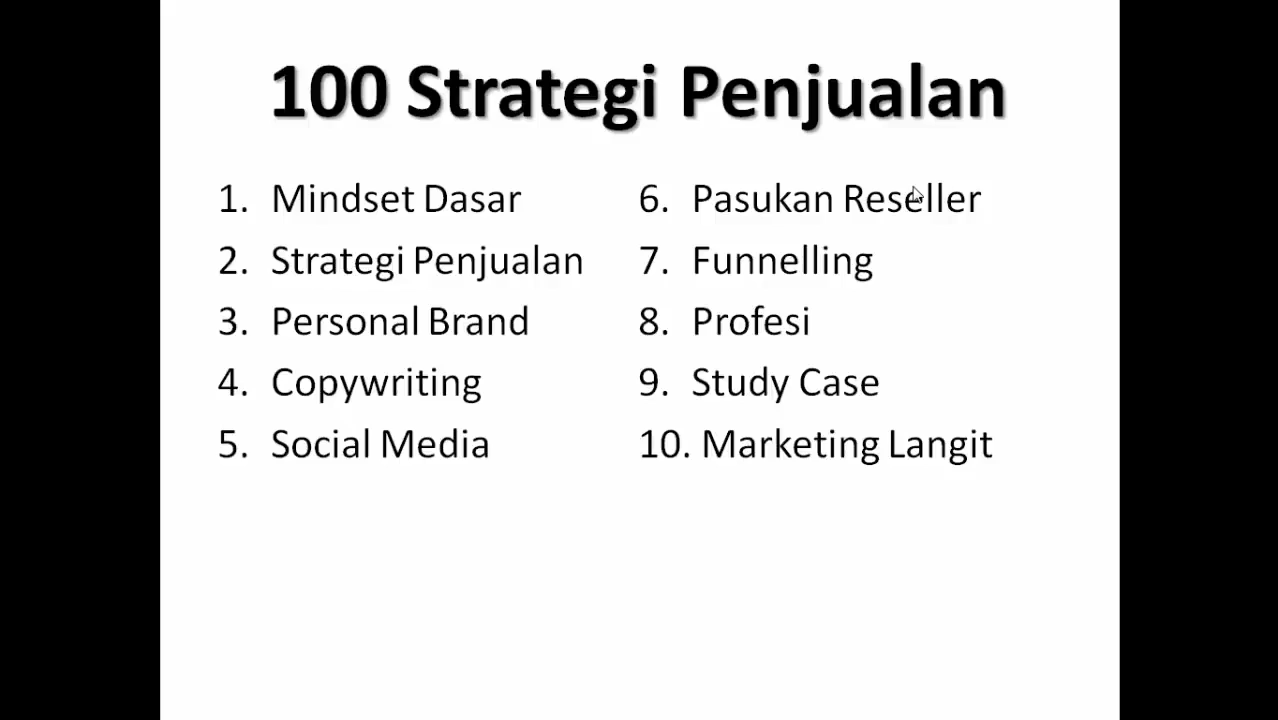 100 Strategi Penjualan
1. Mindset Dasar
2. Strategi Penjualan
3. Personal Brand
4. Copywriting
5. Social Media
6. Pasukan Reseller
7. Funnelling
8. Profesi
9. Study Case
10. Marketing Langit